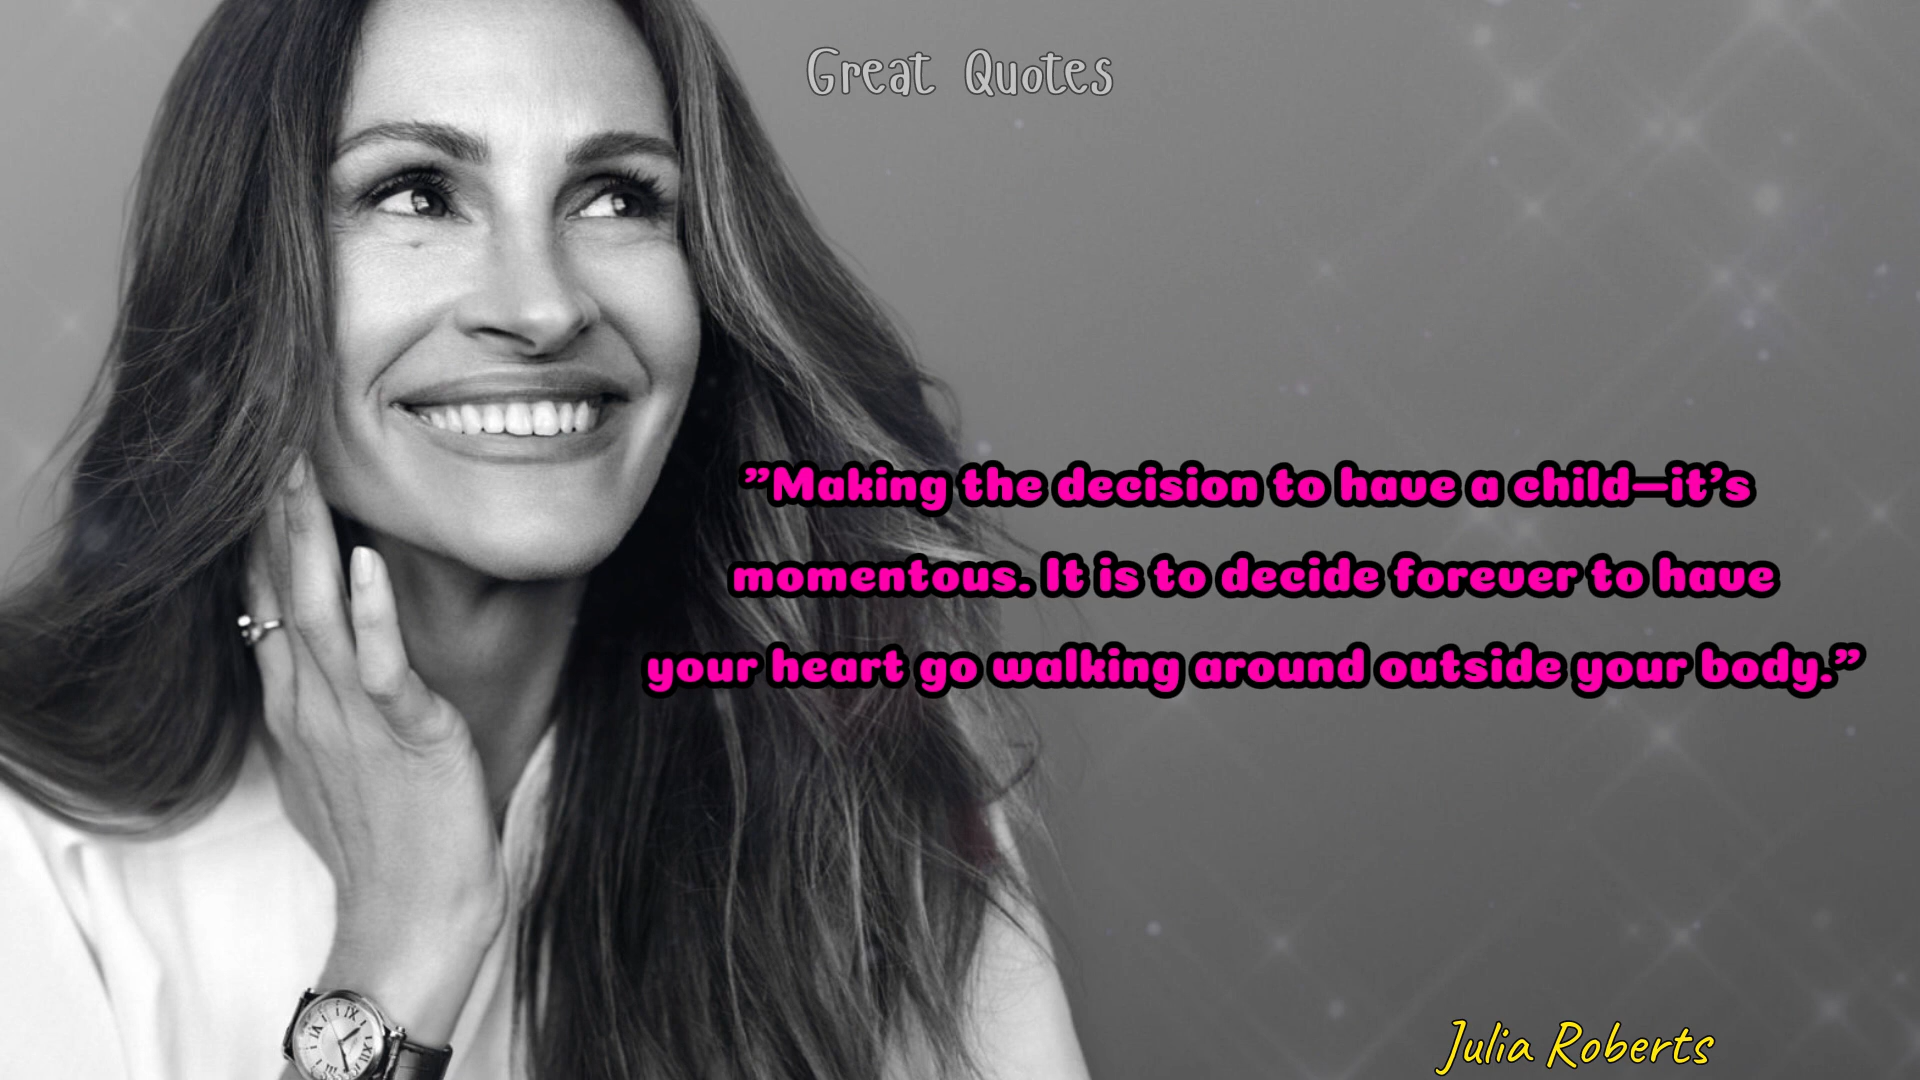 Great Quotes
”Making the decision to have a child—it’s
momentous. It is to decide forever to have
your heart go walking around outside your body.”
Julia Roberts